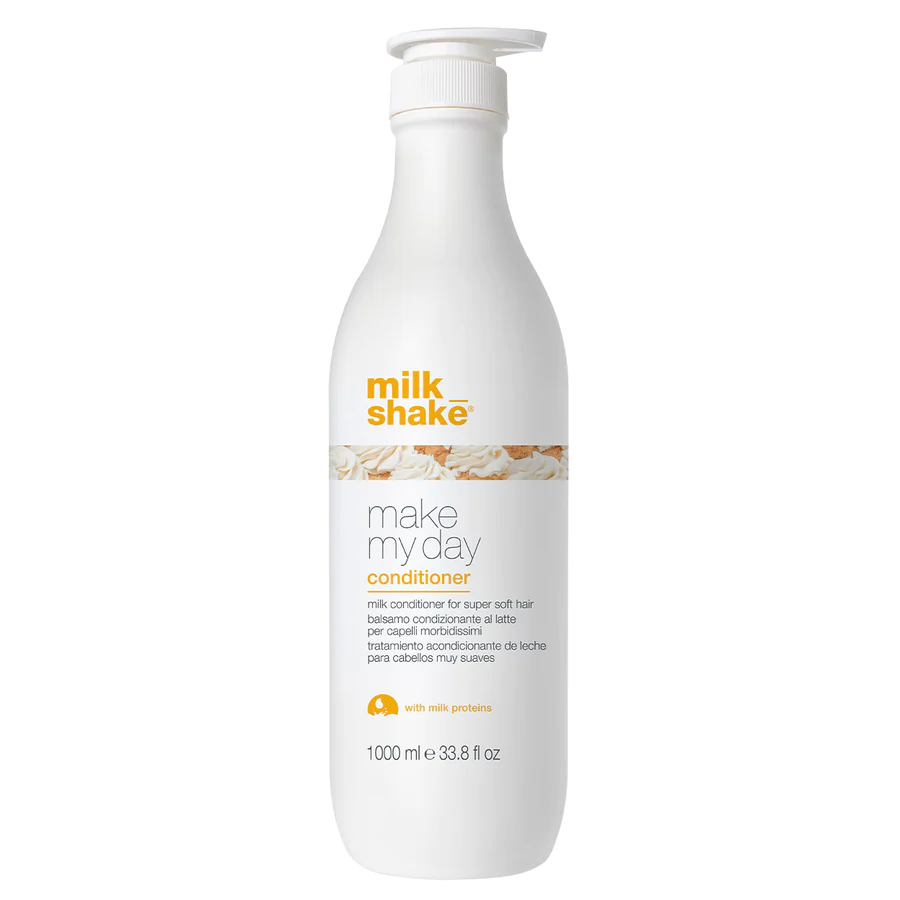 milk_
shake®
make
my day
conditioner
milk conditioner for super soft hair
balsamo condizionante al latte
per capelli morbidissimi
tratamiento acondicionante de leche
para cabellos muy suaves
with milk proteins
1000 ml ℮ 33.8 fl oz